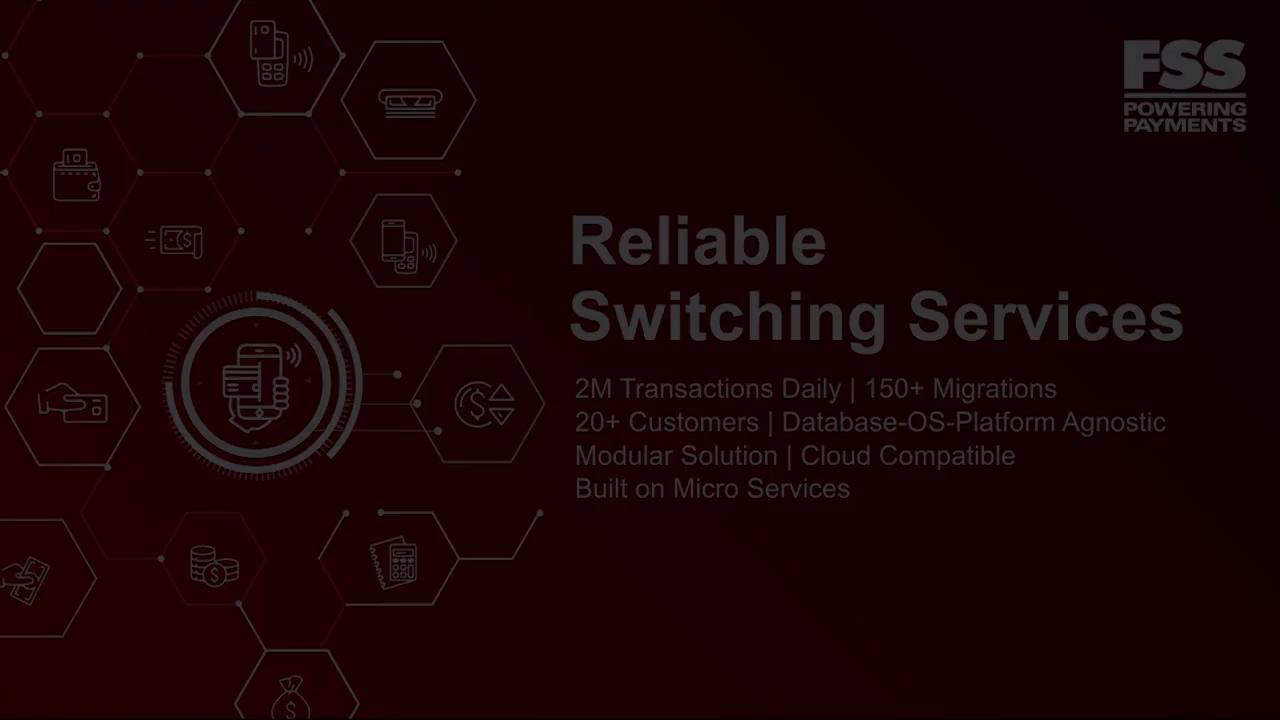 FSS
POWERING
PAYMENTS
Reliable
Switching Services
2M Transactions Daily | 150+ Migrations
20+ Customers | Database-OS-Platform Agnostic
Modular Solution | Cloud Compatible
Built on Micro Services